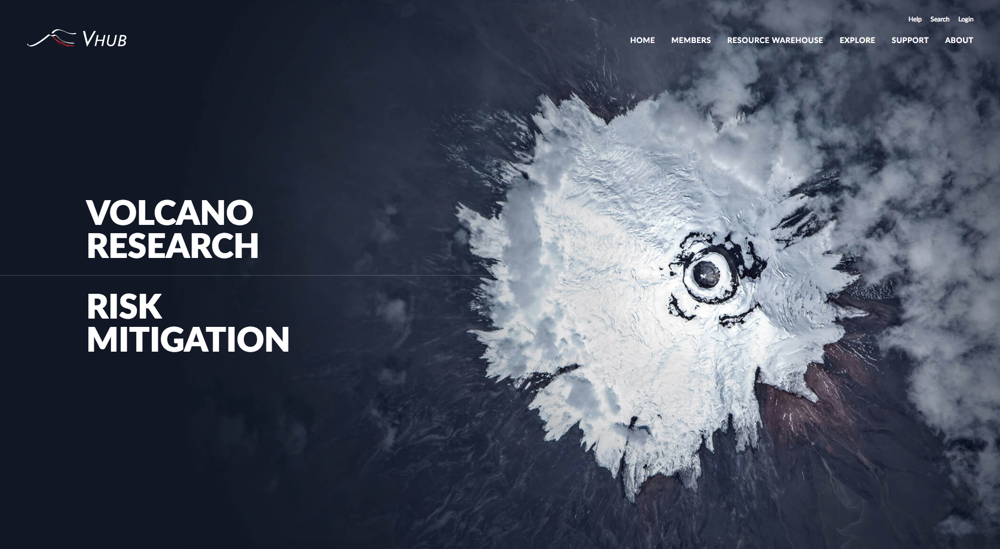 Help Search Login
VHUB
HOME MEMBERS RESOURCE WAREHOUSE EXPLORE SUPPORT ABOUT
VOLCANO
RESEARCH
RISK
MITIGATION